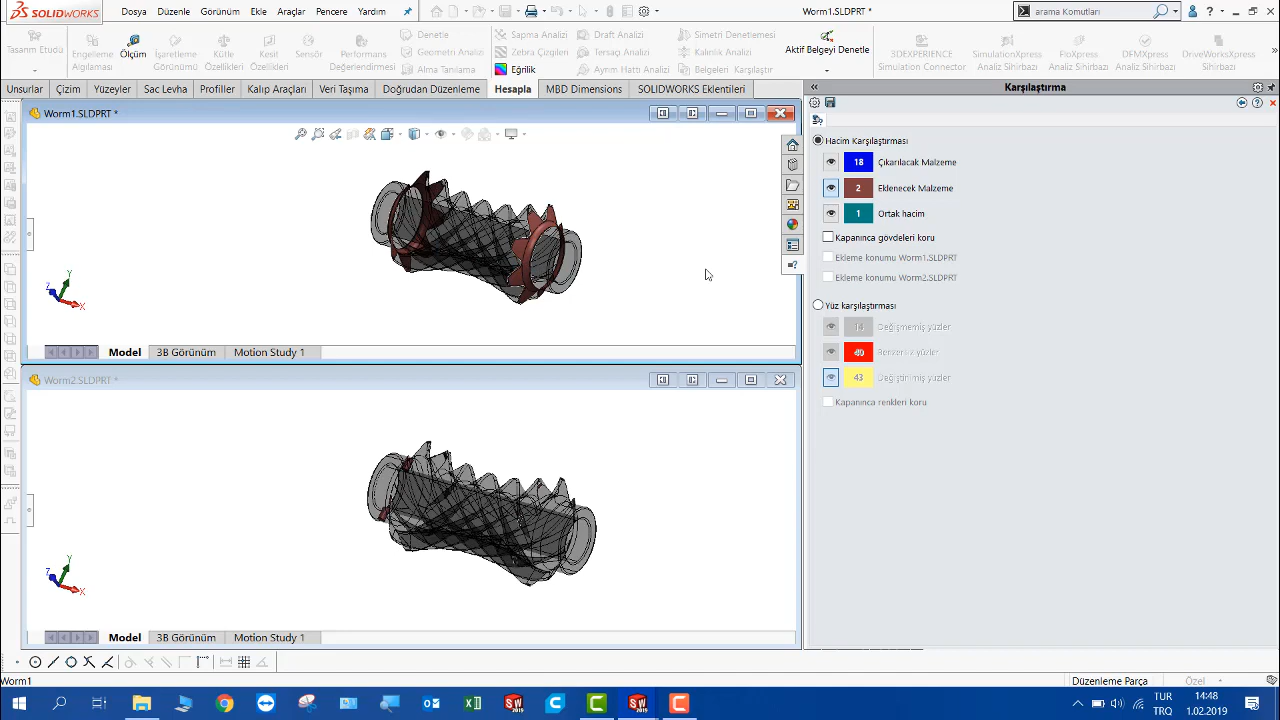 SOLIDWORKS
Dosya Düzenle Görünüm Ekle Araçlar Pencere Yardım
Worm1.SLDPRT *
arama Komutları
Tasarım Etüdü
Engelleme Algılaması
Ölçüm
İşaretleme Görünümü
Kütle Özellikleri
Kesit Özellikleri
Sensör
Performans Değerlendirmesi
Denetle
Geometri Analizi
Alma Tanılama
Sapma Analizi
Zebra Çizgileri
Eğrilik
Draft Analizi
Tersaçı Analizi
Ayrım Hattı Analizi
Simetri Denetlemesi
Kalınlık Analizi
Belgeleri Karşılaştır
Aktif Belgeyi Denetle
3DEXPERIENCE Simulation Connector
SimulationXpress Analiz Sihirbazı
FloXpress Analiz Sihirbazı
DFMXpress Analiz Sihirbazı
DriveWorksXpress Sihirbazı
Unsurlar Çizim Yüzeyler Sac Levha Profiller Kalıp Araçları Veri Taşıma Doğrudan Düzenleme Hesapla MBD Dimensions SOLIDWORKS Eklentileri
Worm1.SLDPRT *
Y
Z
X
Model 3B Görünüm Motion Study 1
Worm2.SLDPRT *
Y
Z
X
Model 3B Görünüm Motion Study 1
Karşılaştırma
Hacim Karşılaştırması
18 Çıkarılacak Malzeme
2 Eklenecek Malzeme
1 Ortak hacim
Kapanınca gövdeleri koru
Ekleme konumu Worm1.SLDPRT
Ekleme konumu Worm2.SLDPRT
Yüz karşılaştırması
14 Değişmemiş yüzler
40 Benzersiz yüzler
43 Değiştirilmiş yüzler
Kapanınca renkleri koru
Worm1
Düzenleme Parça
Özel
TUR
TRQ
14:48
1.02.2019